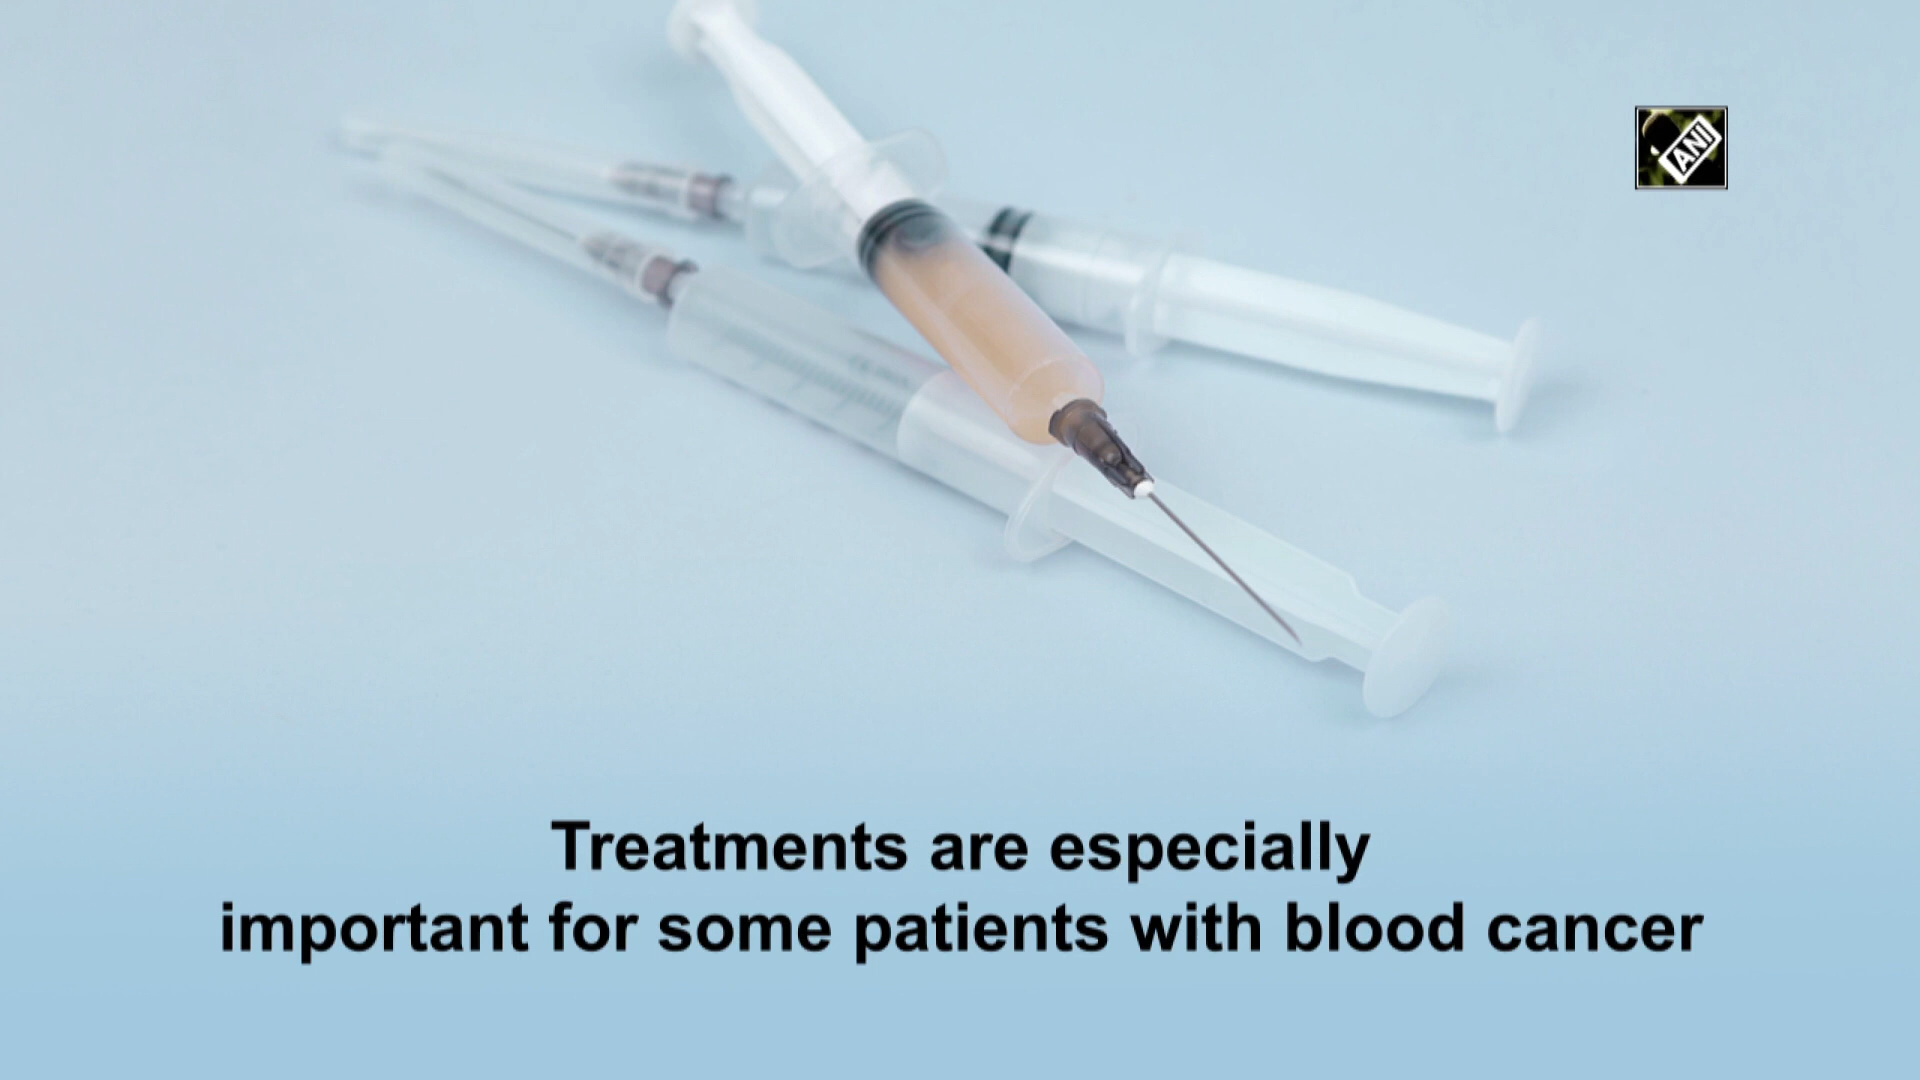 ANI
Treatments are especially
important for some patients with blood cancer